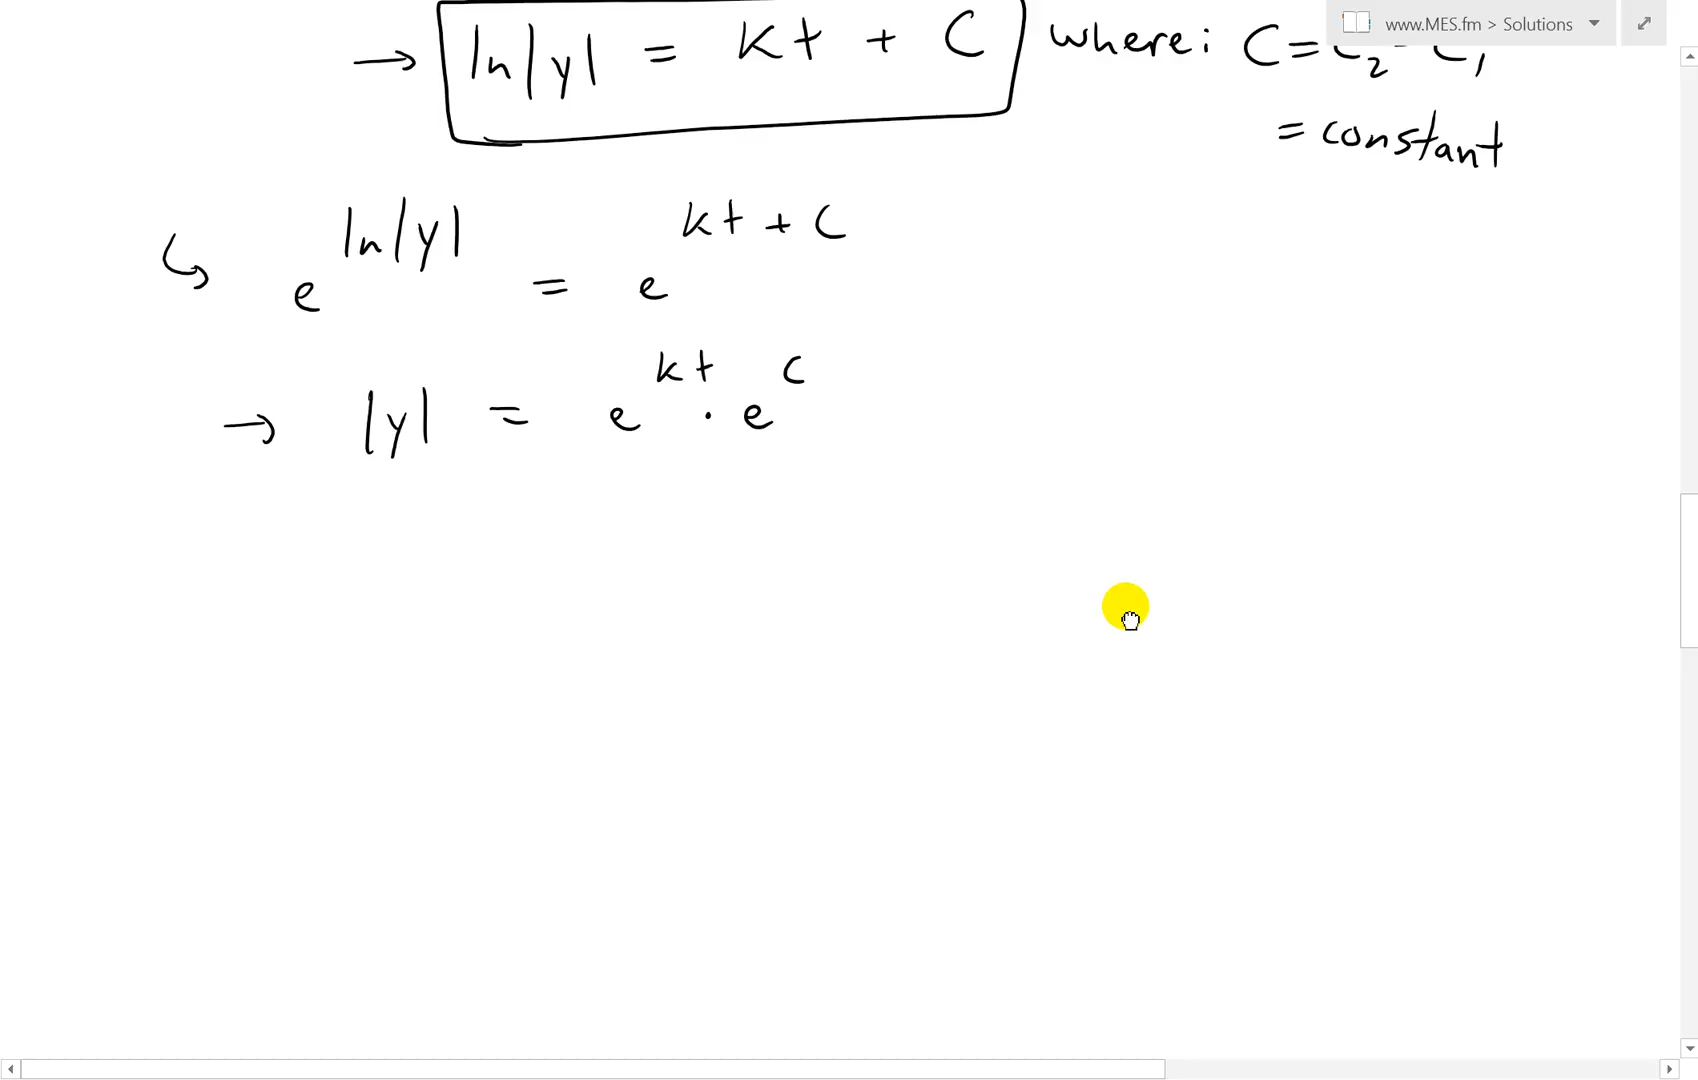 www.MES.fm > Solutions
→ ln|y| = kt + C where: C = C₂ - C₁
= constant
↳ e^{ln|y|} = e^{kt + C}
→ |y| = e^{kt} · e^{C}